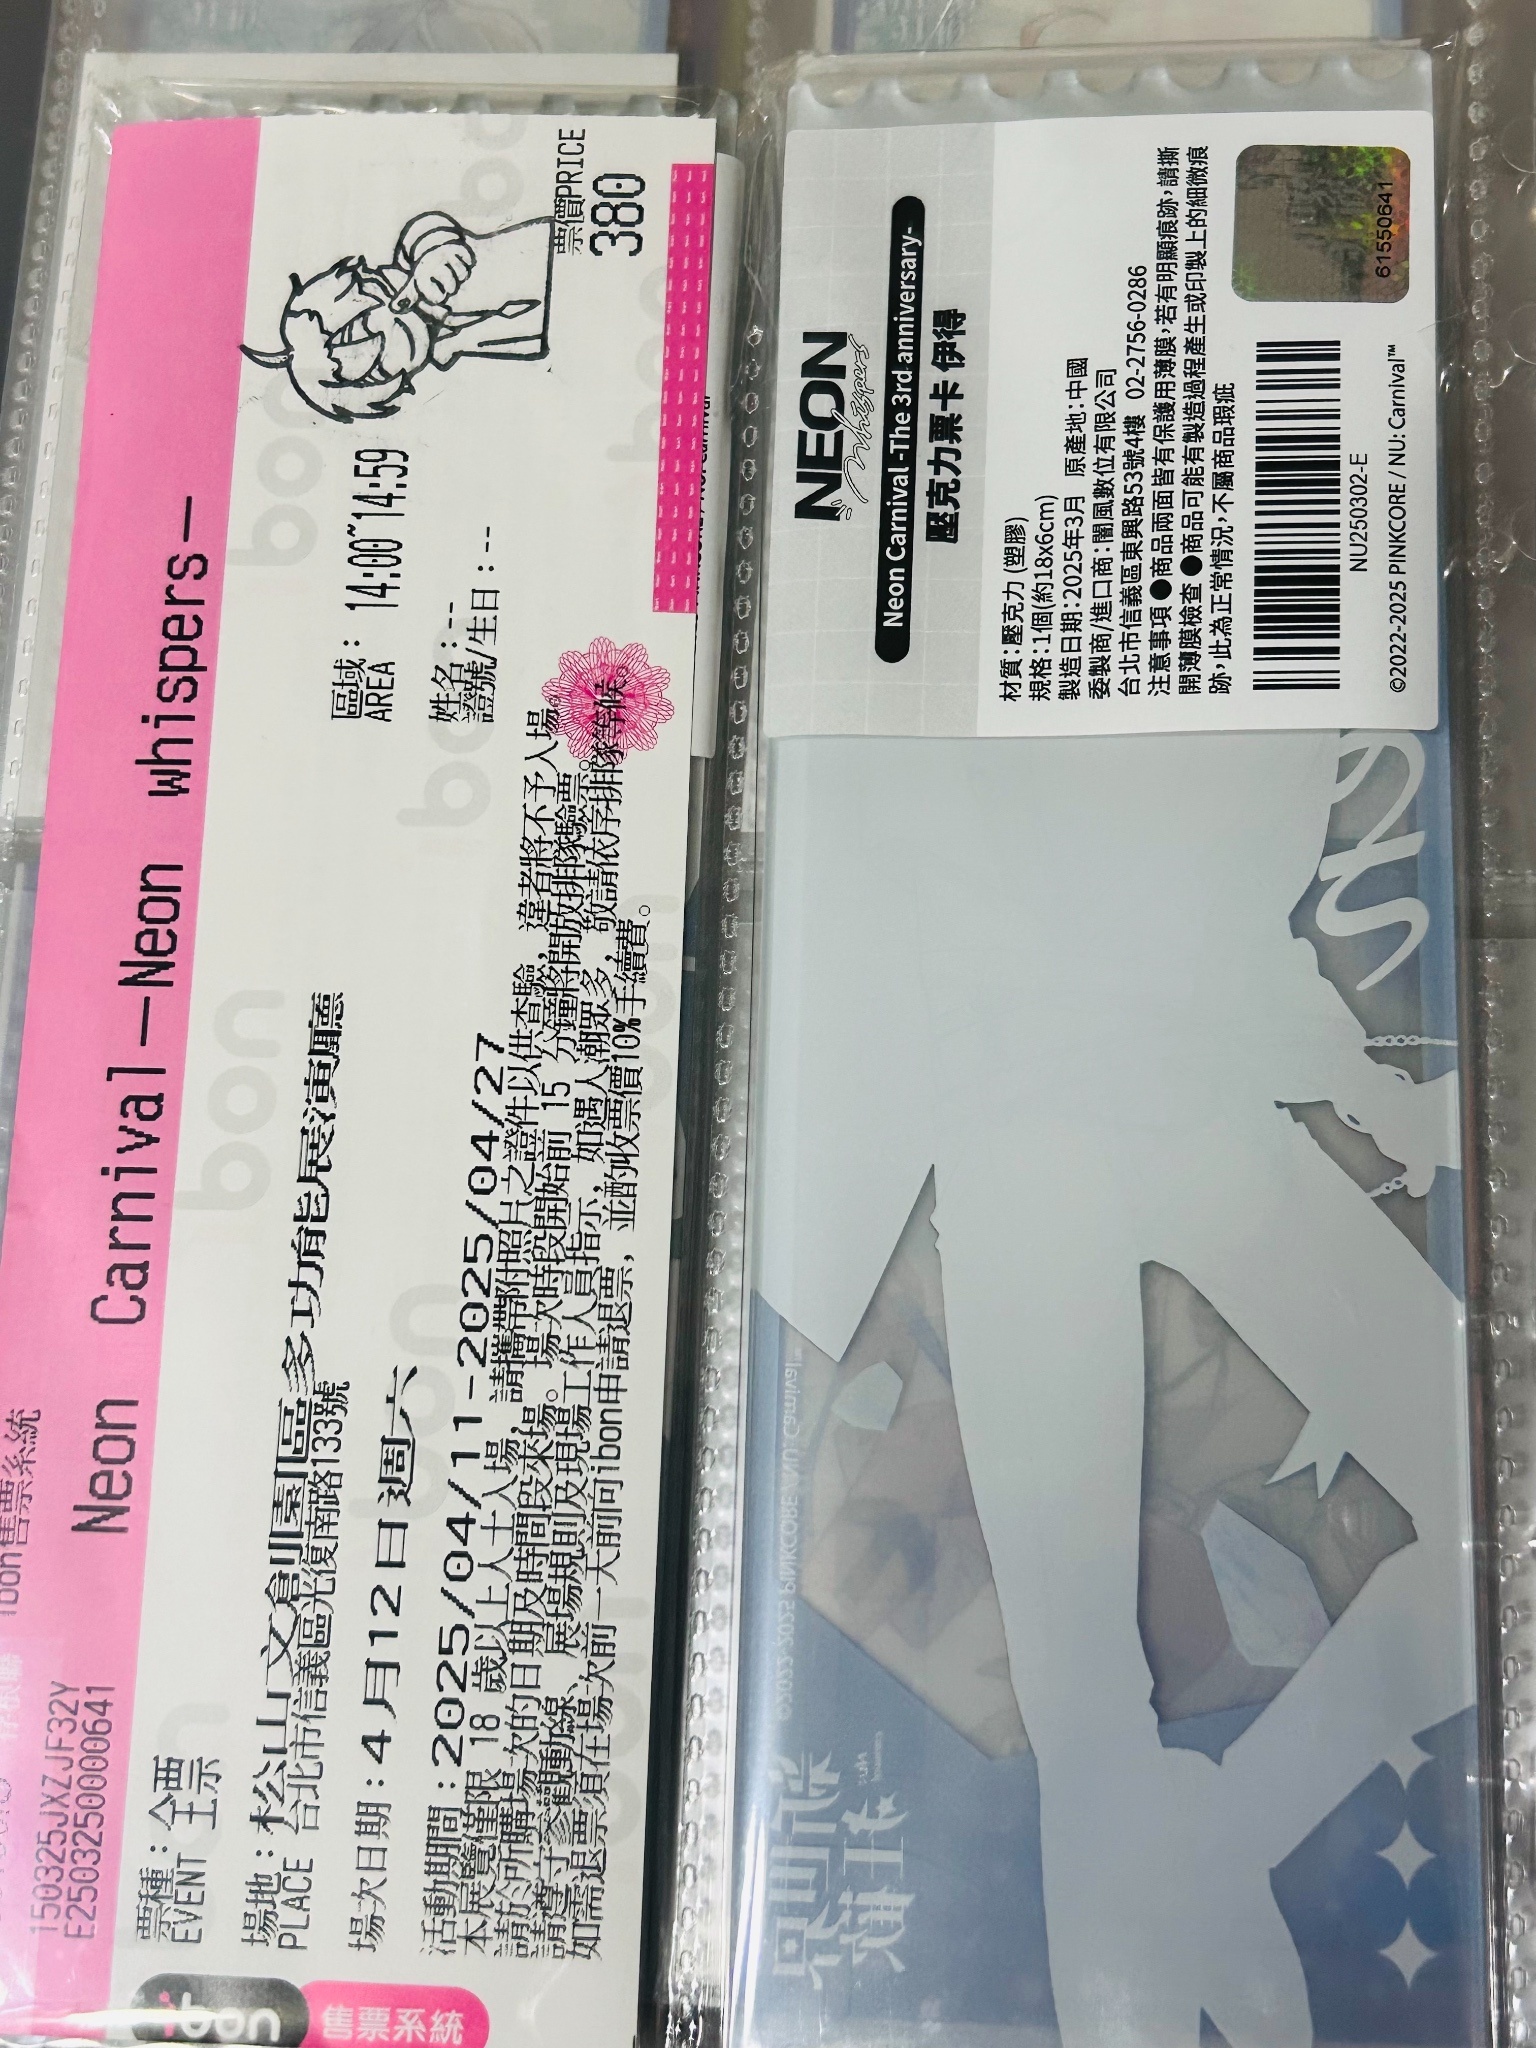 ibon售票系統
150325JXZJF32Y
E250325000641
Neon Carnival—Neon whispers—
票種：全票
EVENT
場地：松山文創園區多功能展演廳
PLACE 台北市信義區光復南路133號
區域：14:00~14:59
AREA
場次日期：4月12日週六
姓名：--
證號/生日：--
活動期間：2025/04/11-2025/04/27
本展覽僅限 18 歲以上人士入場，請攜帶附照片之證件以供查驗，違者將不予入場。
請於所購場次的日期及時間段來場。場次時段開始前 15 分鐘將開放排隊驗票。
請遵守參觀動線、展場規則及現場工作人員指示，如遇人潮眾多，敬請依序排隊等候。
如需退票須在場次前一天前向ibon申請退票，並酌收票價10%手續費。
票價PRICE
380
ibon
售票系統
NEON
Whispers
Neon Carnival -The 3rd anniversary-
壓克力票卡 伊得
材質：壓克力 (塑膠)
規格：1個(約18x6cm)
製造日期：2025年3月 原產地：中國
委製商/進口商：闇風數位有限公司
台北市信義區東興路53號4樓 02-2756-0286
注意事項 ●商品兩面皆有保護用薄膜，若有明顯痕跡，請撕
開薄膜檢查 ●商品可能有製造過程產生或印製上的細微痕
跡，此為正常情況，不屬商品瑕疵
NU250302-E
©2022-2025 PINKCORE / NU: Carnival™
61550641
©2022-2025 PINKCORE / NU: Carnival™